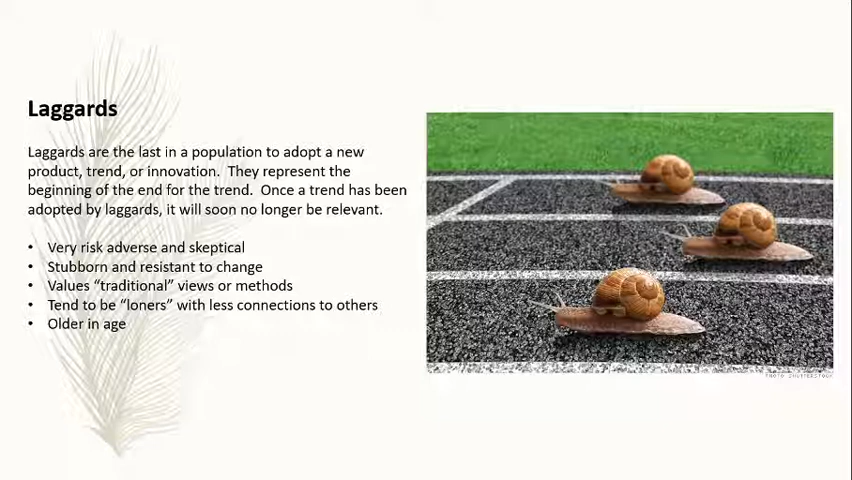 Laggards
Laggards are the last in a population to adopt a new
product, trend, or innovation.  They represent the
beginning of the end for the trend.  Once a trend has been
adopted by laggards, it will soon no longer be relevant.
• Very risk adverse and skeptical
• Stubborn and resistant to change
• Values “traditional” views or methods
• Tend to be “loners” with less connections to others
• Older in age
PHOTO SHUTTERSTOCK